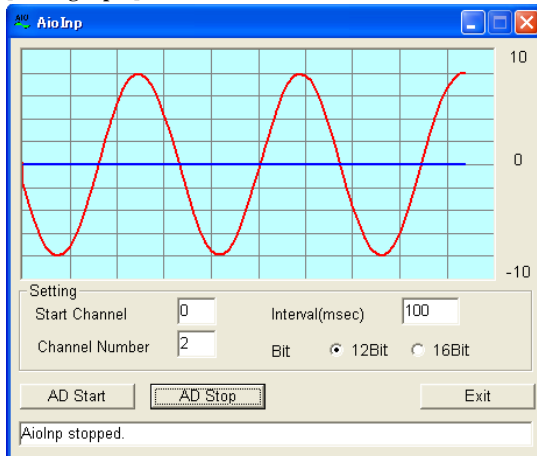 AioInp
10
0
-10
Setting
Start Channel 0 Interval(msec) 100
Channel Number 2 Bit 12Bit 16Bit
AD Start AD Stop Exit
AioInp stopped.